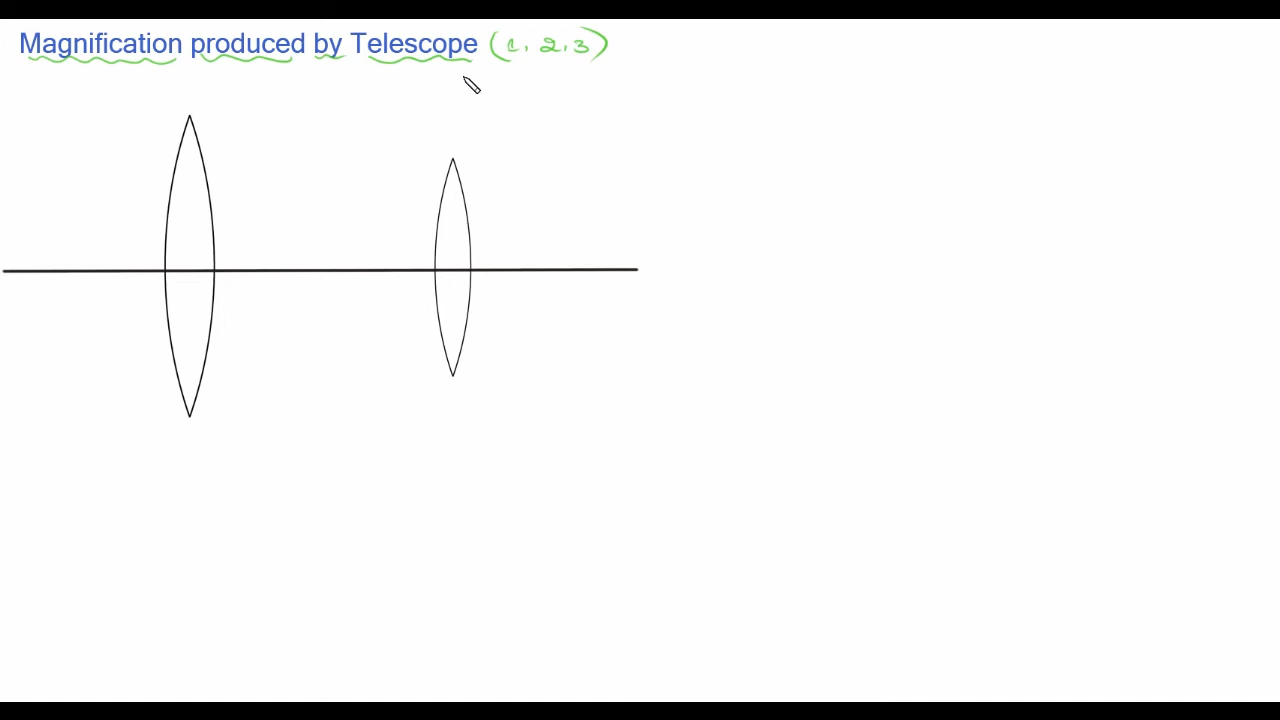 Magnification produced by Telescope (1, 2, 3)